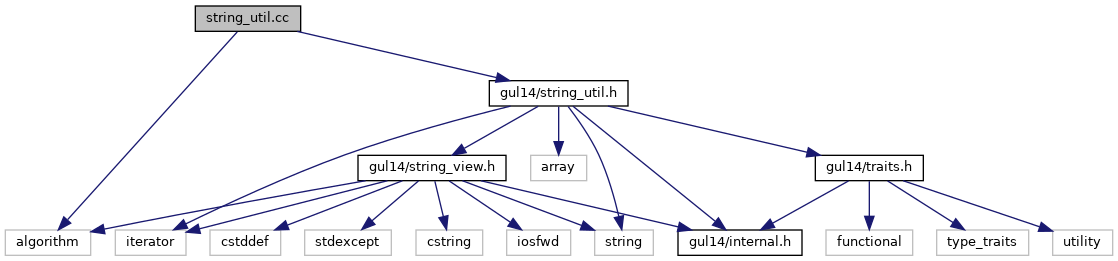 string_util.cc
gul14/string_util.h
gul14/string_view.h
array
gul14/traits.h
algorithm
iterator
cstddef
stdexcept
cstring
iosfwd
string
gul14/internal.h
functional
type_traits
utility